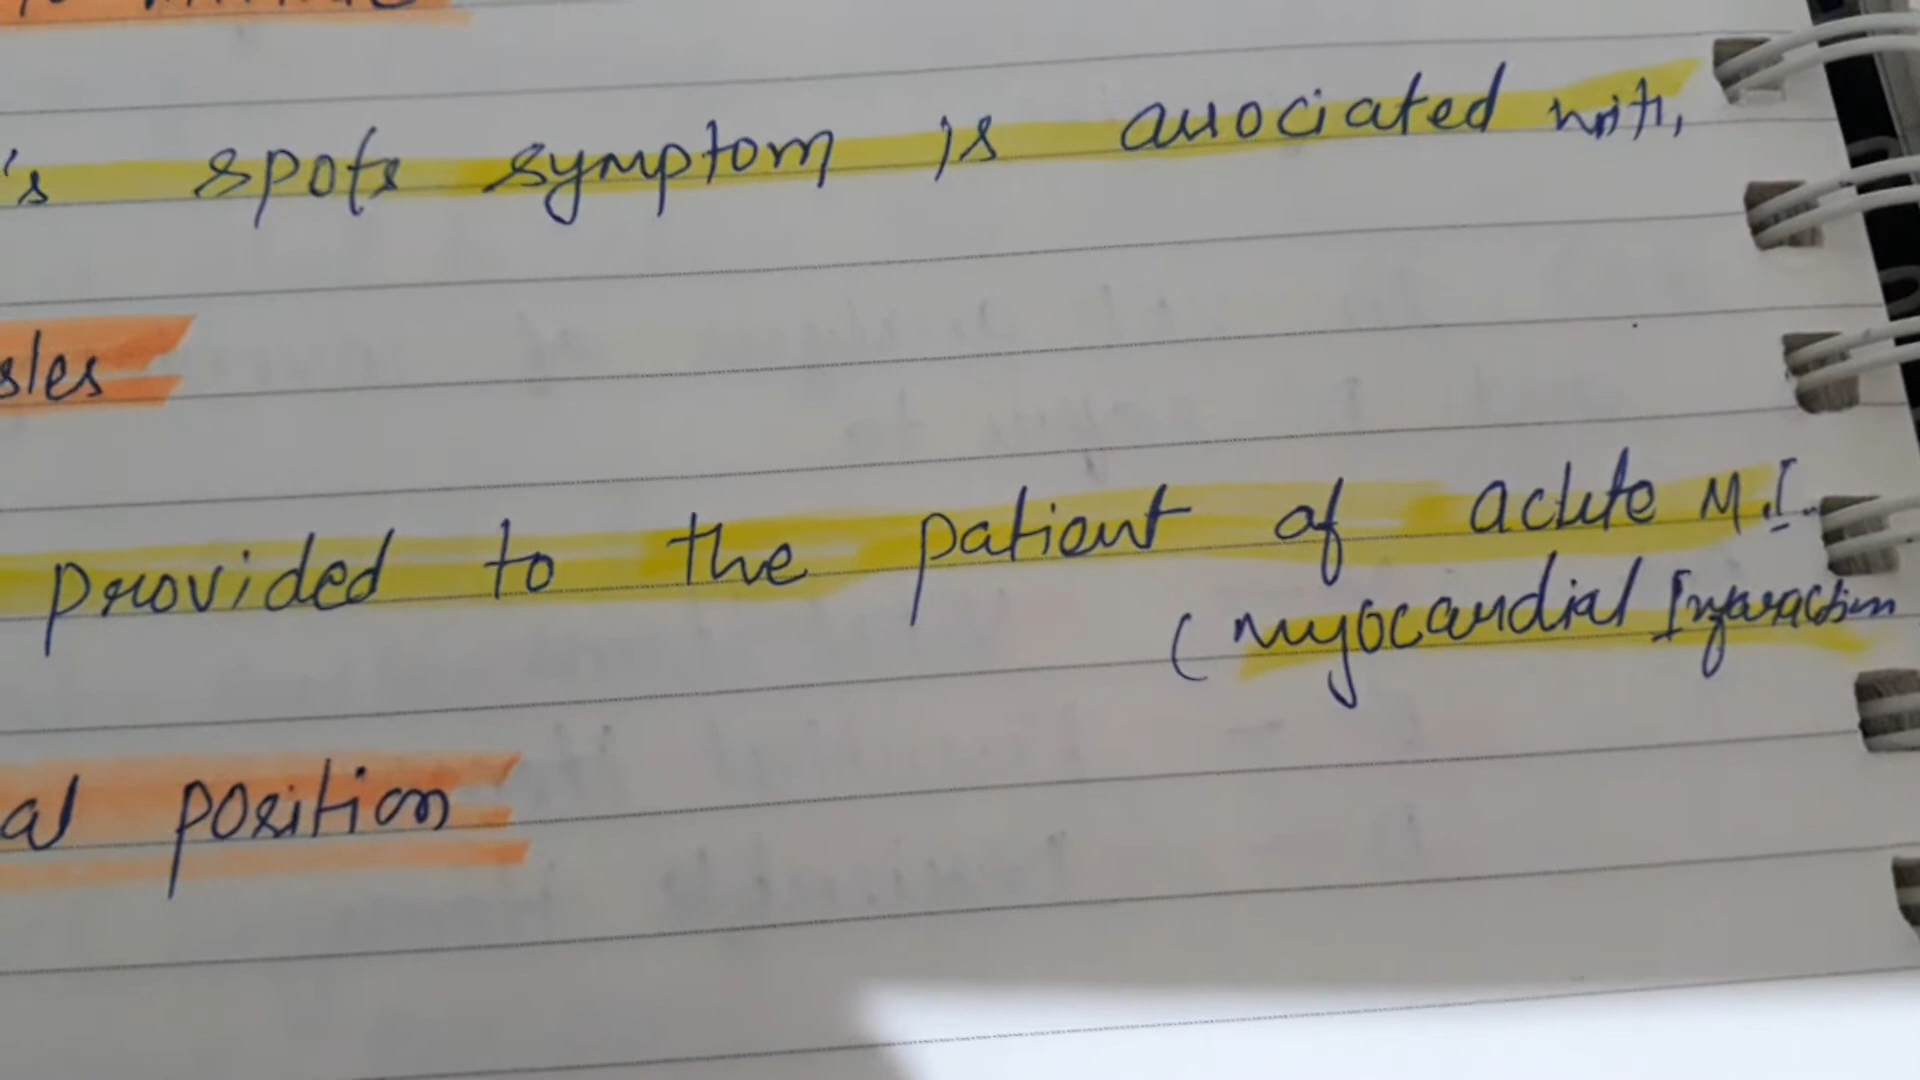 's spots symptom is associated with,
sles
provided to the patient of acute M.I.
(myocardial Infaraction
al position